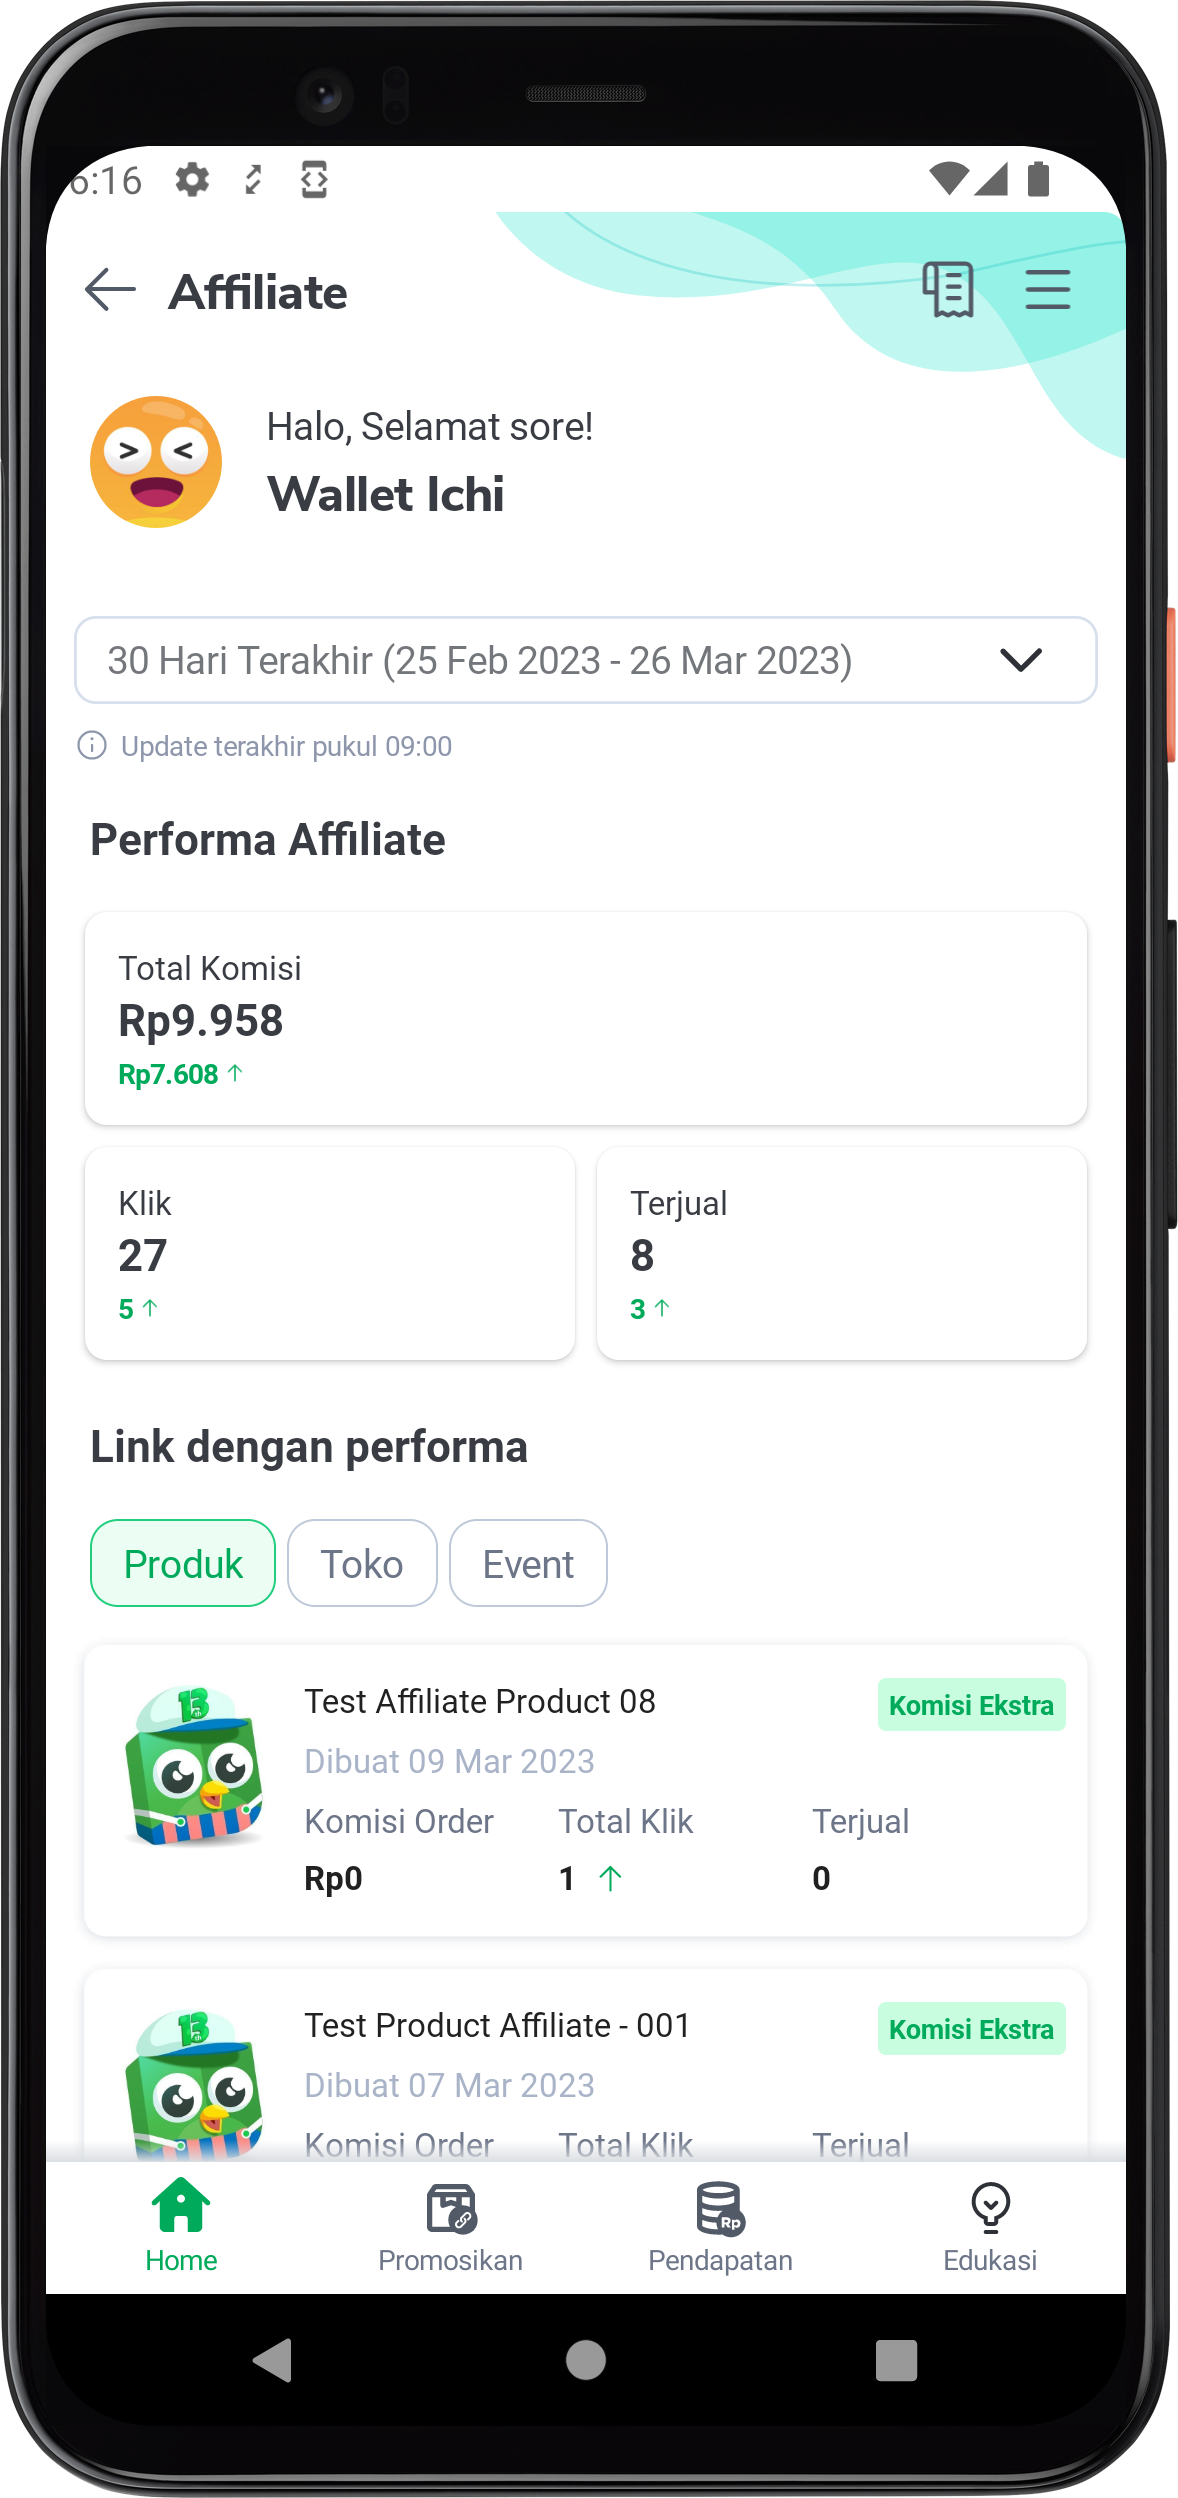 6:16
Affiliate
Halo, Selamat sore!
Wallet Ichi
30 Hari Terakhir (25 Feb 2023 - 26 Mar 2023)
Update terakhir pukul 09:00
Performa Affiliate
Total Komisi
Rp9.958
Rp7.608 ↑
Klik
27
5 ↑
Terjual
8
3 ↑
Link dengan performa
Produk
Toko
Event
Test Affiliate Product 08
Komisi Ekstra
Dibuat 09 Mar 2023
Komisi Order Total Klik Terjual
Rp0 1 ↑ 0
Test Product Affiliate - 001
Komisi Ekstra
Dibuat 07 Mar 2023
Komisi Order Total Klik Terjual
Home
Promosikan
Pendapatan
Edukasi